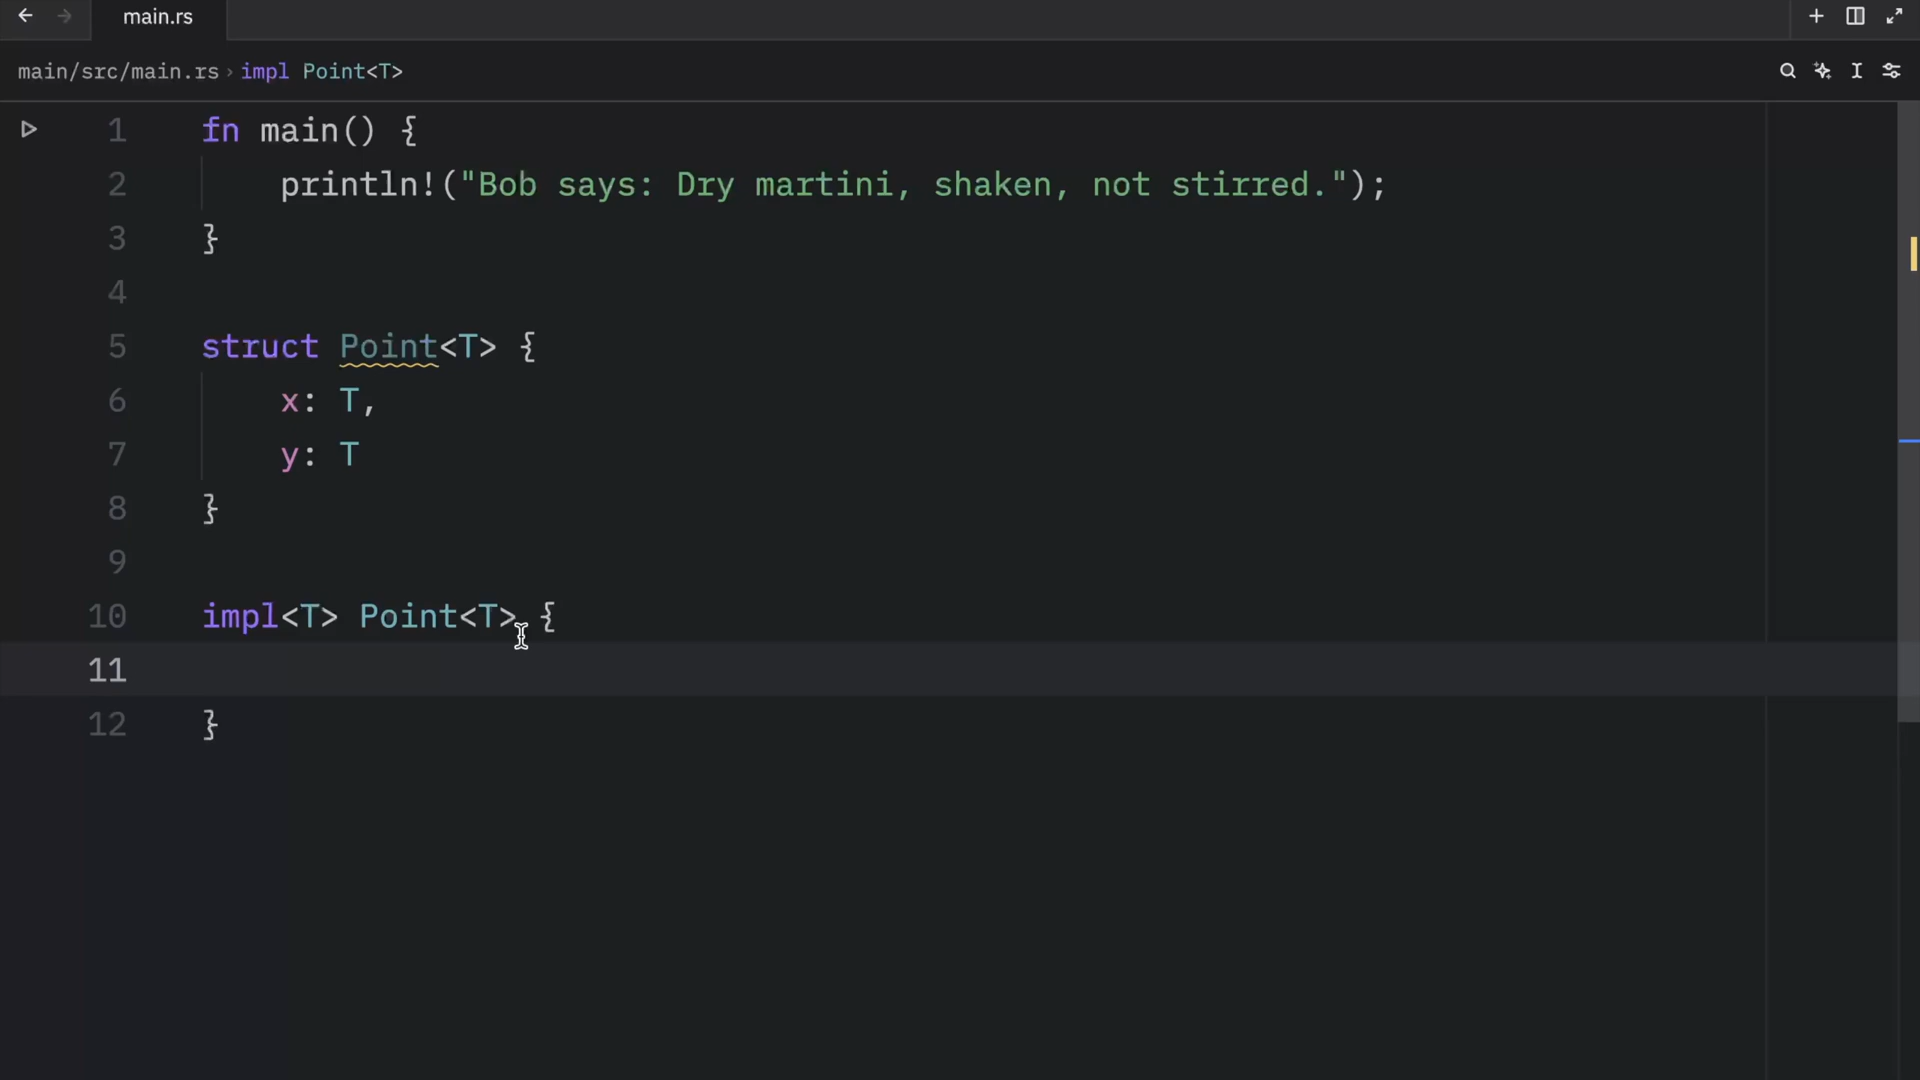 main.rs
main/src/main.rs › impl Point<T>
1 fn main() {
2 println!("Bob says: Dry martini, shaken, not stirred.");
3 }
4
5 struct Point<T> {
6 x: T,
7 y: T
8 }
9
10 impl<T> Point<T> {
11
12 }